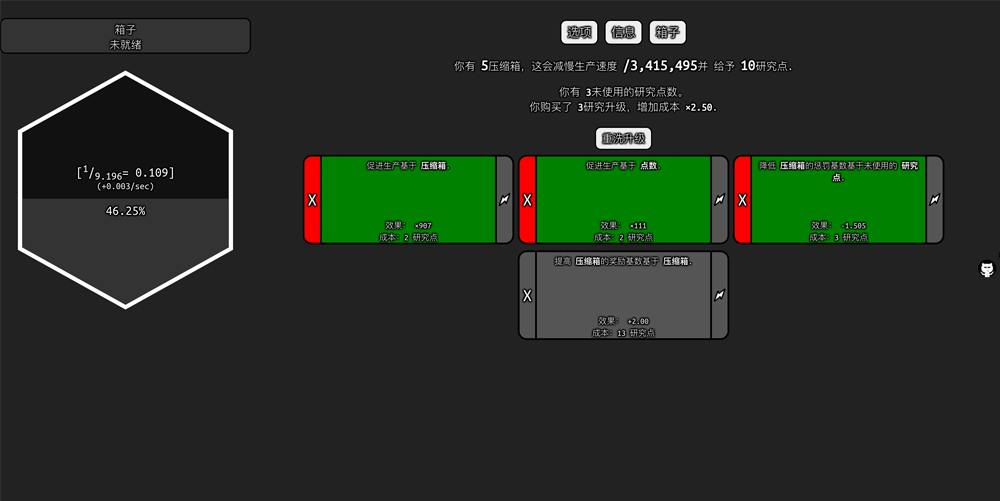 箱子
未就绪
[1/9.196= 0.109]
(+0.003/sec)
46.25%
选项 信息 箱子
你有 5压缩箱, 这会减慢生产速度 /3,415,495并 给予 10研究点.
你有 3未使用的研究点数。
你购买了 3研究升级, 增加成本 ×2.50.
重洗升级
X
促进生产基于 压缩箱.
效果: ×907
成本: 2 研究点
X
促进生产基于 点数.
效果: ×111
成本: 2 研究点
X
降低 压缩箱的惩罚基数基于未使用的 研究
点.
效果: -1.505
成本: 3 研究点
X
提高 压缩箱的奖励基数基于 压缩箱.
效果: +2.00
成本: 13 研究点